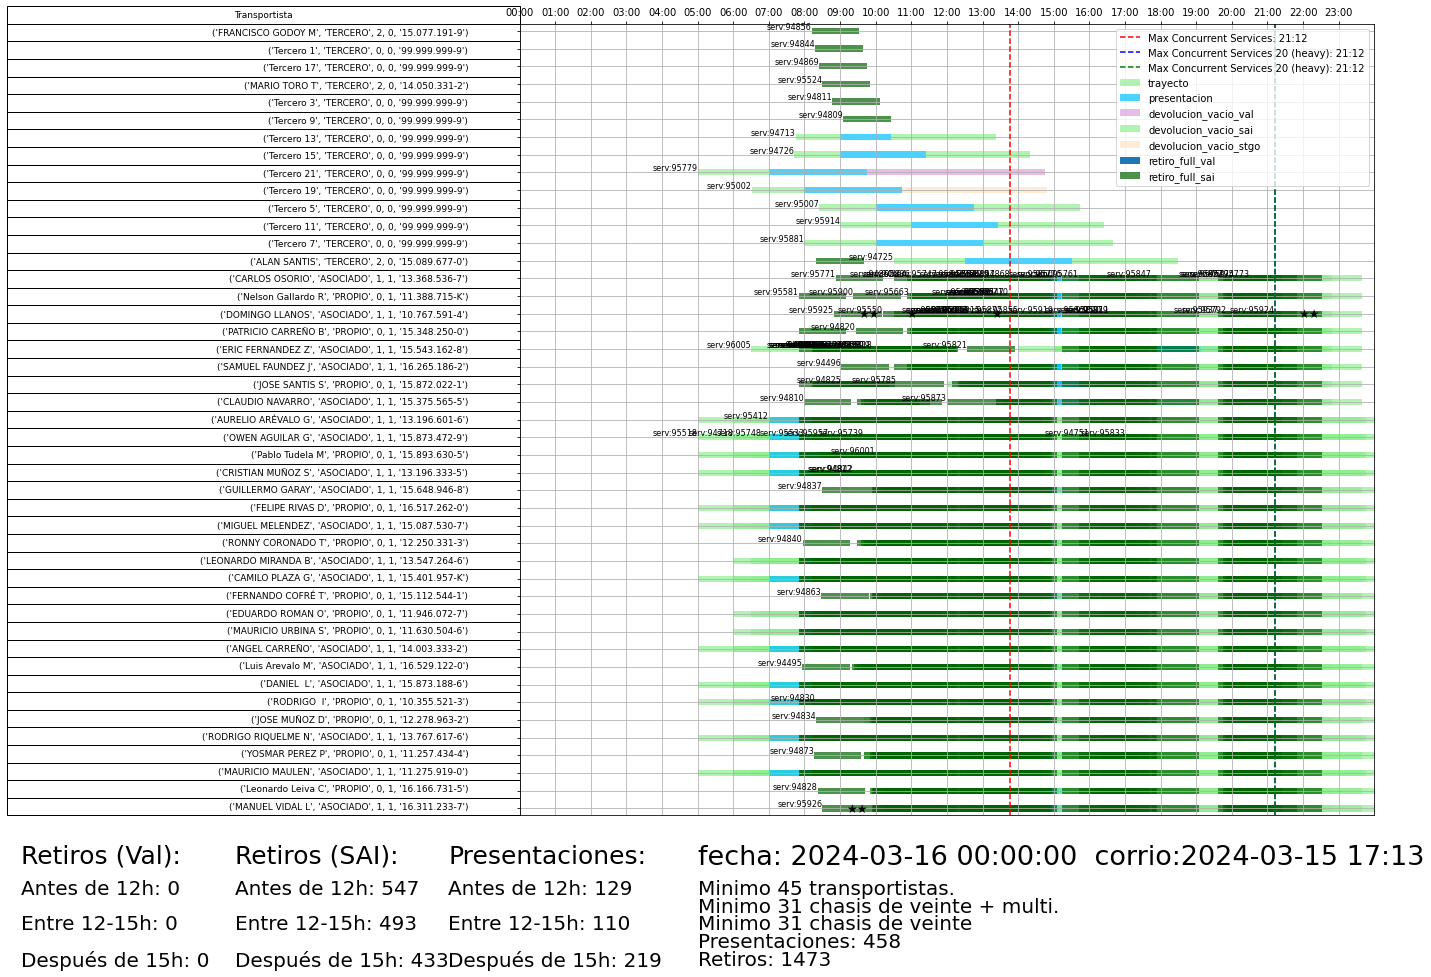 Transportista
00:00 01:00 02:00 03:00 04:00 05:00 06:00 07:00 08:00 09:00 10:00 11:00 12:00 13:00 14:00 15:00 16:00 17:00 18:00 19:00 20:00 21:00 22:00 23:00
Max Concurrent Services: 21:12
Max Concurrent Services 20 (heavy): 21:12
Max Concurrent Services 20 (heavy): 21:12
trayecto
presentacion
devolucion_vacio_val
devolucion_vacio_sai
devolucion_vacio_stgo
retiro_full_val
retiro_full_sai
('FRANCISCO GODOY M', 'TERCERO', 2, 0, '15.077.191-9') serv:94856
('Tercero 1', 'TERCERO', 0, 0, '99.999.999-9') serv:94844
('Tercero 17', 'TERCERO', 0, 0, '99.999.999-9') serv:94869
('MARIO TORO T', 'TERCERO', 2, 0, '14.050.331-2') serv:95524
('Tercero 3', 'TERCERO', 0, 0, '99.999.999-9') serv:94811
('Tercero 9', 'TERCERO', 0, 0, '99.999.999-9') serv:94809
('Tercero 13', 'TERCERO', 0, 0, '99.999.999-9') serv:94713
('Tercero 15', 'TERCERO', 0, 0, '99.999.999-9') serv:94726
('Tercero 21', 'TERCERO', 0, 0, '99.999.999-9') serv:95779
('Tercero 19', 'TERCERO', 0, 0, '99.999.999-9') serv:95002
('Tercero 5', 'TERCERO', 0, 0, '99.999.999-9') serv:95007
('Tercero 11', 'TERCERO', 0, 0, '99.999.999-9') serv:95914
('Tercero 7', 'TERCERO', 0, 0, '99.999.999-9') serv:95881
('ALAN SANTIS', 'TERCERO', 2, 0, '15.089.677-0') serv:94725
('CARLOS OSORIO', 'ASOCIADO', 1, 1, '13.368.536-7') serv:95771 serv:95847
('Nelson Gallardo R', 'PROPIO', 0, 1, '11.388.715-K') serv:95581 serv:95900 serv:95663
('DOMINGO LLANOS', 'ASOCIADO', 1, 1, '10.767.591-4') serv:95925 serv:95550 serv:95924
('PATRICIO CARREÑO B', 'PROPIO', 0, 1, '15.348.250-0') serv:94820
('ERIC FERNANDEZ Z', 'ASOCIADO', 1, 1, '15.543.162-8') serv:96005 serv:95821
('SAMUEL FAUNDEZ J', 'ASOCIADO', 1, 1, '16.265.186-2') serv:94496
('JOSE SANTIS S', 'PROPIO', 0, 1, '15.872.022-1') serv:94825 serv:95785
('CLAUDIO NAVARRO', 'ASOCIADO', 1, 1, '15.375.565-5') serv:94810 serv:95873
('AURELIO ARÉVALO G', 'ASOCIADO', 1, 1, '13.196.601-6') serv:95412
('OWEN AGUILAR G', 'ASOCIADO', 1, 1, '15.873.472-9') serv:95518 serv:95748 serv:95739 serv:94751 serv:95833
('Pablo Tudela M', 'PROPIO', 0, 1, '15.893.630-5') serv:96001
('CRISTIAN MUÑOZ S', 'ASOCIADO', 1, 1, '13.196.333-5')
('GUILLERMO GARAY', 'ASOCIADO', 1, 1, '15.648.946-8') serv:94837
('FELIPE RIVAS D', 'PROPIO', 0, 1, '16.517.262-0')
('MIGUEL MELENDEZ', 'ASOCIADO', 1, 1, '15.087.530-7')
('RONNY CORONADO T', 'PROPIO', 0, 1, '12.250.331-3') serv:94840
('LEONARDO MIRANDA B', 'ASOCIADO', 1, 1, '13.547.264-6')
('CAMILO PLAZA G', 'ASOCIADO', 1, 1, '15.401.957-K')
('FERNANDO COFRÉ T', 'PROPIO', 0, 1, '15.112.544-1') serv:94863
('EDUARDO ROMAN O', 'PROPIO', 0, 1, '11.946.072-7')
('MAURICIO URBINA S', 'PROPIO', 0, 1, '11.630.504-6')
('ANGEL CARREÑO', 'ASOCIADO', 1, 1, '14.003.333-2')
('Luis Arevalo M', 'ASOCIADO', 1, 1, '16.529.122-0') serv:94495
('DANIEL  L', 'ASOCIADO', 1, 1, '15.873.188-6')
('RODRIGO  I', 'PROPIO', 0, 1, '10.355.521-3') serv:94830
('JOSE MUÑOZ D', 'PROPIO', 0, 1, '12.278.963-2') serv:94834
('RODRIGO RIQUELME N', 'ASOCIADO', 1, 1, '13.767.617-6')
('YOSMAR PEREZ P', 'PROPIO', 0, 1, '11.257.434-4') serv:94873
('MAURICIO MAULEN', 'ASOCIADO', 1, 1, '11.275.919-0')
('Leonardo Leiva C', 'PROPIO', 0, 1, '16.166.731-5') serv:94828
('MANUEL VIDAL L', 'ASOCIADO', 1, 1, '16.311.233-7') serv:95926
Retiros (Val):
Antes de 12h: 0
Entre 12-15h: 0
Después de 15h: 0
Retiros (SAI):
Antes de 12h: 547
Entre 12-15h: 493
Después de 15h: 433
Presentaciones:
Antes de 12h: 129
Entre 12-15h: 110
Después de 15h: 219
fecha: 2024-03-16 00:00:00  corrio:2024-03-15 17:13
Minimo 45 transportistas.
Minimo 31 chasis de veinte + multi.
Minimo 31 chasis de veinte
Presentaciones: 458
Retiros: 1473